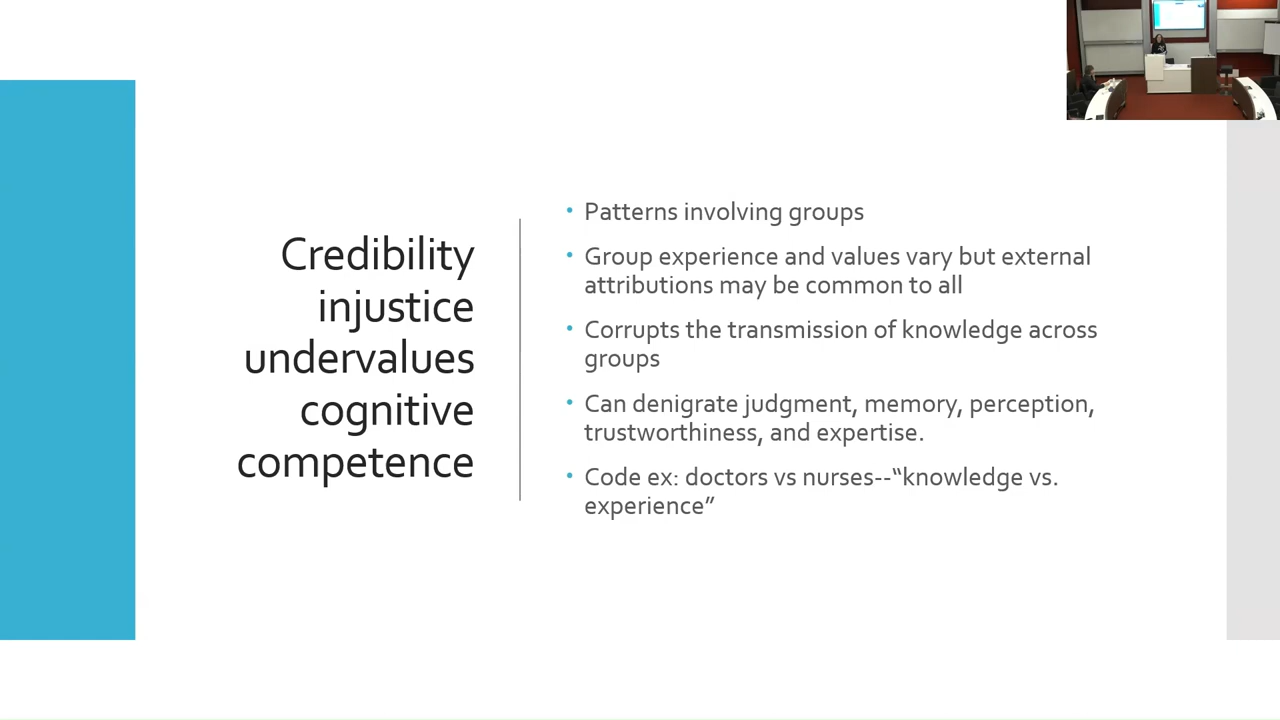 Credibility
injustice
undervalues
cognitive
competence
• Patterns involving groups
• Group experience and values vary but external
attributions may be common to all
• Corrupts the transmission of knowledge across
groups
• Can denigrate judgment, memory, perception,
trustworthiness, and expertise.
• Code ex: doctors vs nurses--“knowledge vs.
experience”